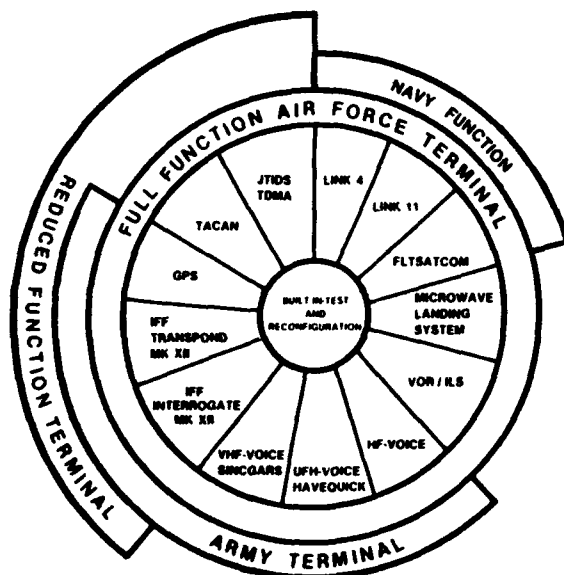 NAVY FUNCTION
FULL FUNCTION AIR FORCE TERMINAL
REDUCED FUNCTION TERMINAL
ARMY TERMINAL
JTIDS
TDMA
LINK 4
LINK 11
FLTSATCOM
MICROWAVE
LANDING
SYSTEM
VOR / ILS
HF-VOICE
UFH-VOICE
HAVEQUICK
VHF-VOICE
SINCGARS
IFF
INTERROGATE
MK XII
IFF
TRANSPOND
MK XII
GPS
TACAN
BUILT IN-TEST
AND
RECONFIGURATION